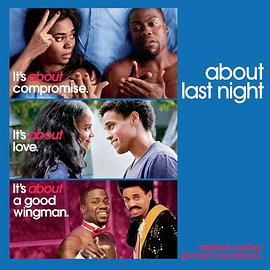 about
last night
It's about
compromise.
It's about
love.
It's about
a good
wingman.
original motion
picture soundtrack